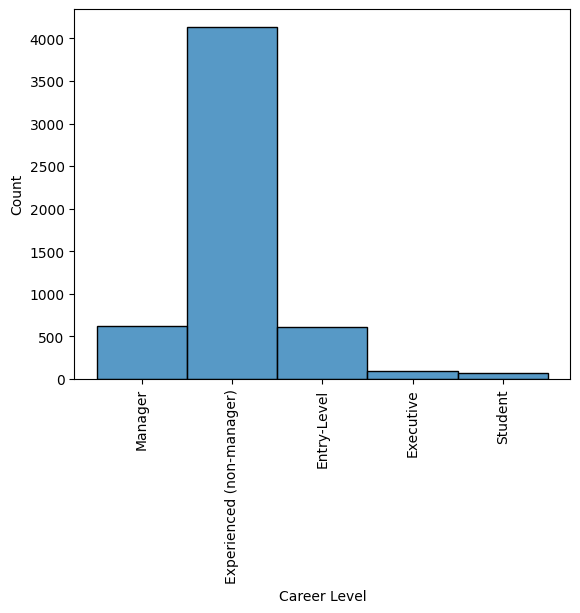 4000
3500
3000
2500
2000
1500
1000
500
0
Count
Manager
Experienced (non-manager)
Entry-Level
Executive
Student
Career Level